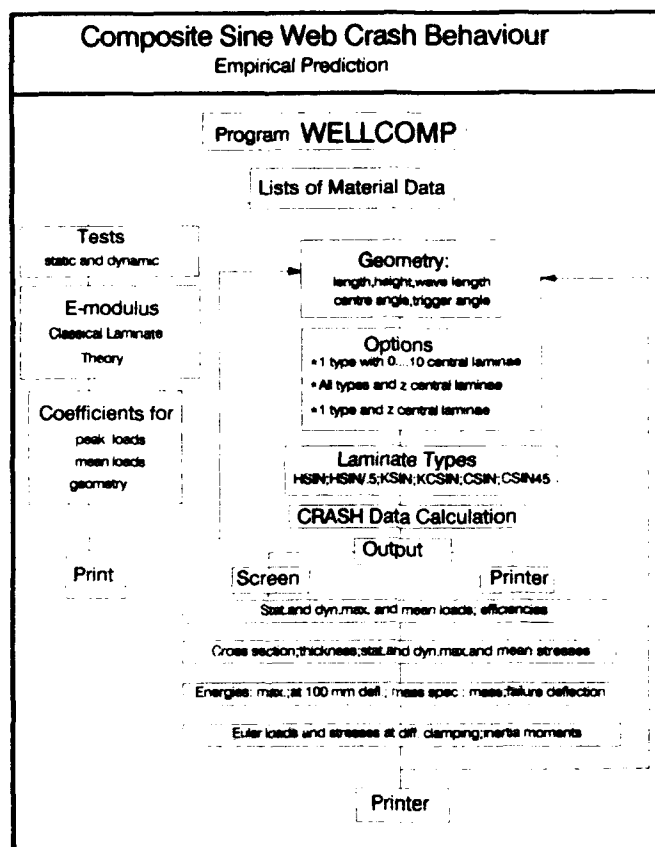 Composite Sine Web Crash Behaviour
Empirical Prediction
Program WELLCOMP
Lists of Material Data
Tests
static and dynamic
E-modulus
Classical Laminate
Theory
Coefficients for
peak loads
mean loads
geometry
Print
Geometry:
length,height,wave length
centre angle,trigger angle
Options
*1 type with 0....10 central laminae
*All types and z central laminae
*1 type and z central laminae
Laminate Types
HSIN;HSIN/.5;KSIN;KCSIN;CSIN;CSIN45
CRASH Data Calculation
Output
Screen
Printer
Stat.and dyn.max. and mean loads; efficiencies
Cross section;thickness;stat.and dyn.max.and mean stresses
Energies: max.;at 100 mm defl.; mass spec.; mass;failure deflection
Euler loads und stresses at diff. clamping;inertia moments
Printer